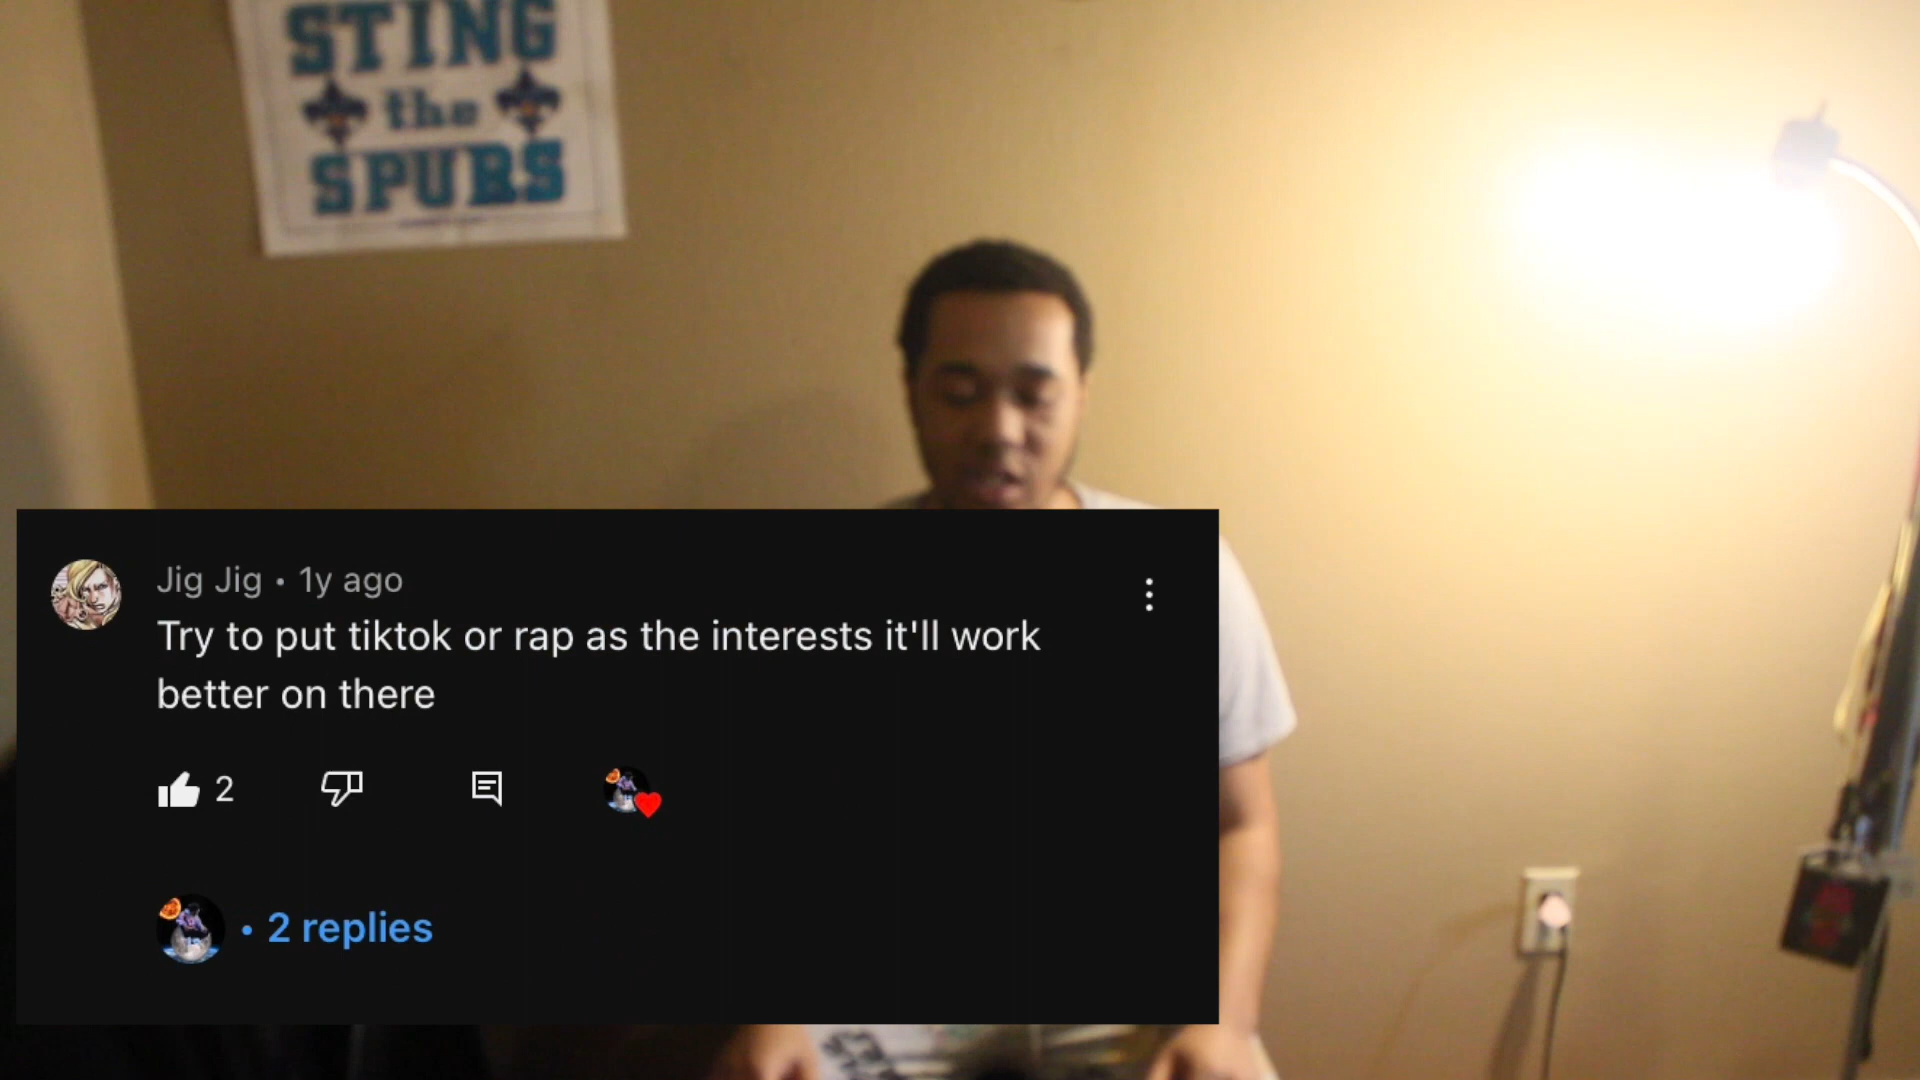 STING
the
SPURS
Jig Jig • 1y ago
Try to put tiktok or rap as the interests it'll work
better on there
2
• 2 replies